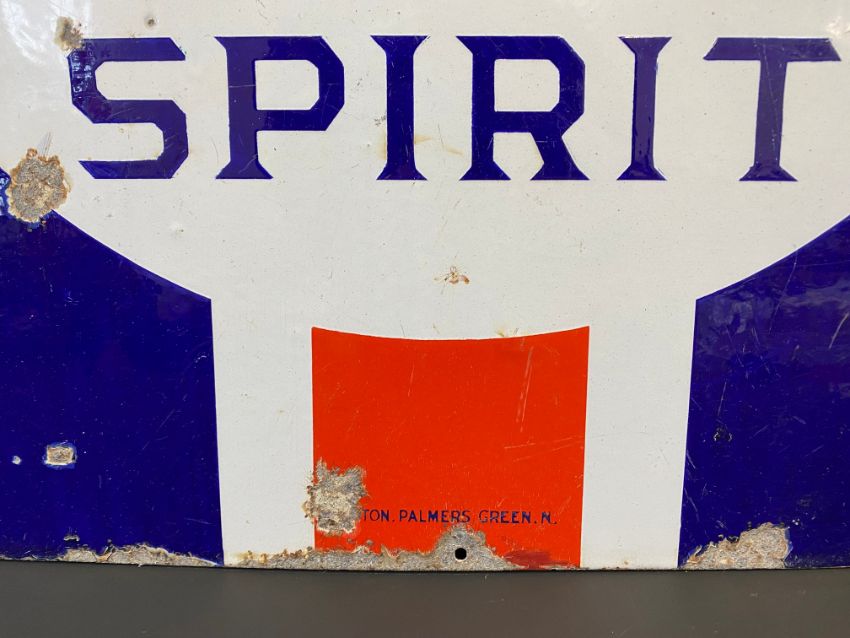 SPIRIT
TON. PALMERS GREEN. N.